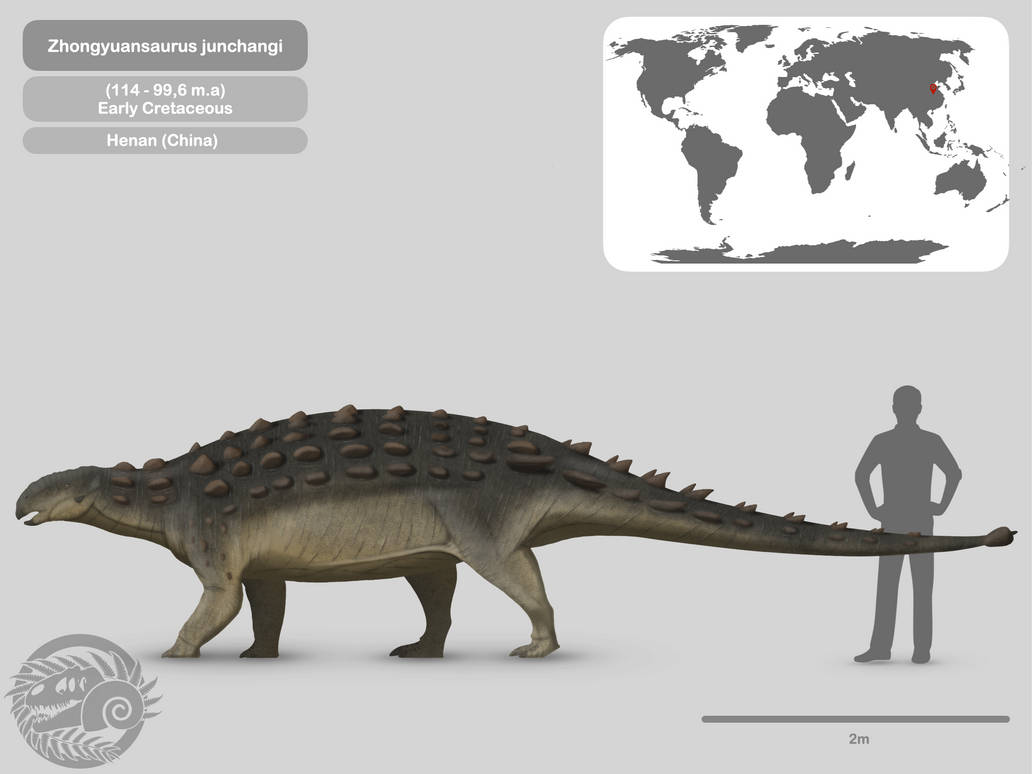 Zhongyuansaurus junchangi
(114 - 99,6 m.a)
Early Cretaceous
Henan (China)
2m